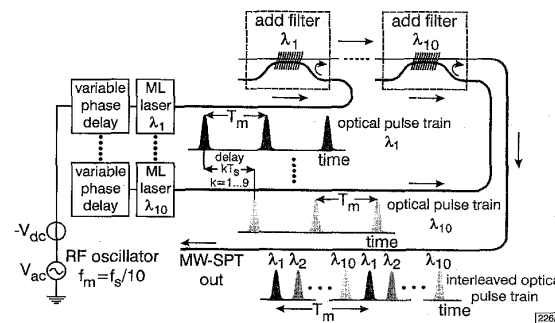 add filter
λ1
add filter
λ10
variable
phase
delay
ML
laser
λ1
Tm
optical pulse train
λ1
time
delay
kTs
k=1...9
variable
phase
delay
ML
laser
λ10
Tm
optical pulse train
λ10
time
-Vdc
RF oscillator
fm=fs/10
Vac
MW-SPT
out
λ1 λ2 λ10 λ1 λ2 λ10
interleaved optical
pulse train
Tm
time
226